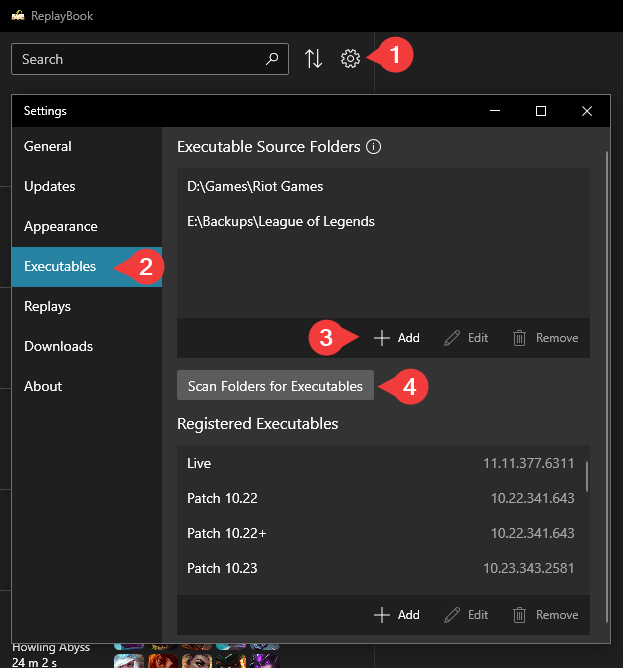 ReplayBook
Search
1
Settings
General
Updates
Appearance
Executables
2
Replays
Downloads
About
Executable Source Folders
D:\Games\Riot Games
E:\Backups\League of Legends
3
Add Edit Remove
Scan Folders for Executables
4
Registered Executables
Live 11.11.377.6311
Patch 10.22 10.22.341.643
Patch 10.22+ 10.22.341.643
Patch 10.23 10.23.343.2581
Add Edit Remove
Howling Abyss
24 m 2 s